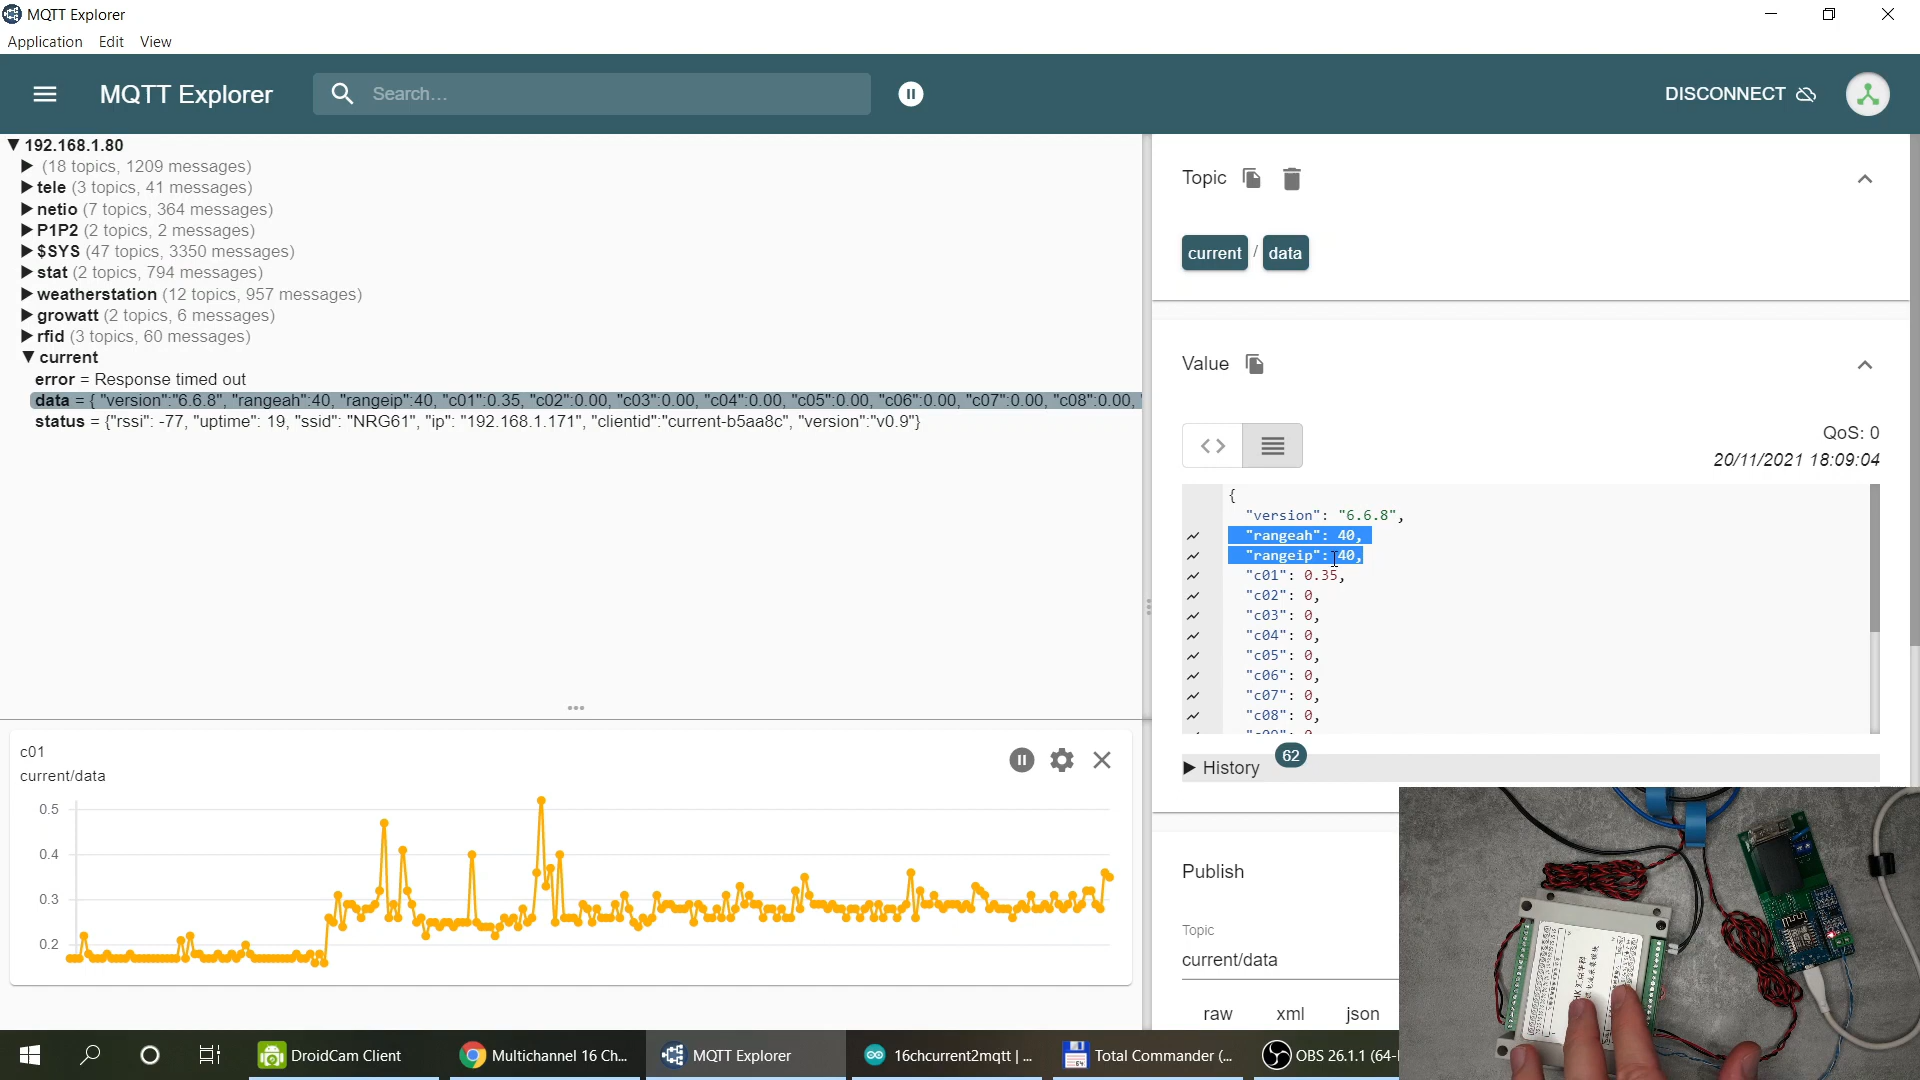 MQTT Explorer
Application Edit View
MQTT Explorer
Search...
DISCONNECT
▼ 192.168.1.80
▶ (18 topics, 1209 messages)
▶ tele (3 topics, 41 messages)
▶ netio (7 topics, 364 messages)
▶ P1P2 (2 topics, 2 messages)
▶ $SYS (47 topics, 3350 messages)
▶ stat (2 topics, 794 messages)
▶ weatherstation (12 topics, 957 messages)
▶ growatt (2 topics, 6 messages)
▶ rfid (3 topics, 60 messages)
▼ current
error = Response timed out
data = { "version":"6.6.8", "rangeah":40, "rangeip":40, "c01":0.35, "c02":0.00, "c03":0.00, "c04":0.00, "c05":0.00, "c06":0.00, "c07":0.00, "c08":0.00,
status = {"rssi": -77, "uptime": 19, "ssid": "NRG61", "ip": "192.168.1.171", "clientid":"current-b5aa8c", "version":"v0.9"}
c01
current/data
0.5
0.4
0.3
0.2
Topic
current / data
Value
QoS: 0
20/11/2021 18:09:04
{
"version": "6.6.8",
"rangeah": 40,
"rangeip": 40,
"c01": 0.35,
"c02": 0,
"c03": 0,
"c04": 0,
"c05": 0,
"c06": 0,
"c07": 0,
"c08": 0,
▶ History 62
Publish
Topic
current/data
raw xml json
DroidCam Client
Multichannel 16 Ch...
MQTT Explorer
16chcurrent2mqtt | ...
Total Commander (...
OBS 26.1.1 (64-